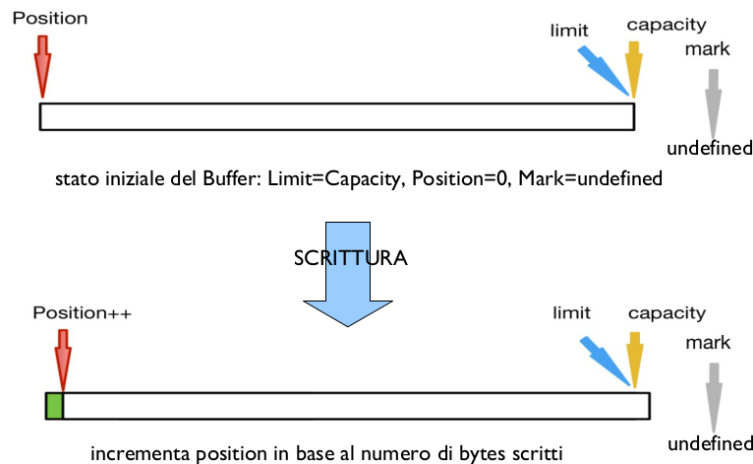 Position
limit
capacity
mark
undefined
stato iniziale del Buffer: Limit=Capacity, Position=0, Mark=undefined
SCRITTURA
Position++
limit
capacity
mark
undefined
incrementa position in base al numero di bytes scritti